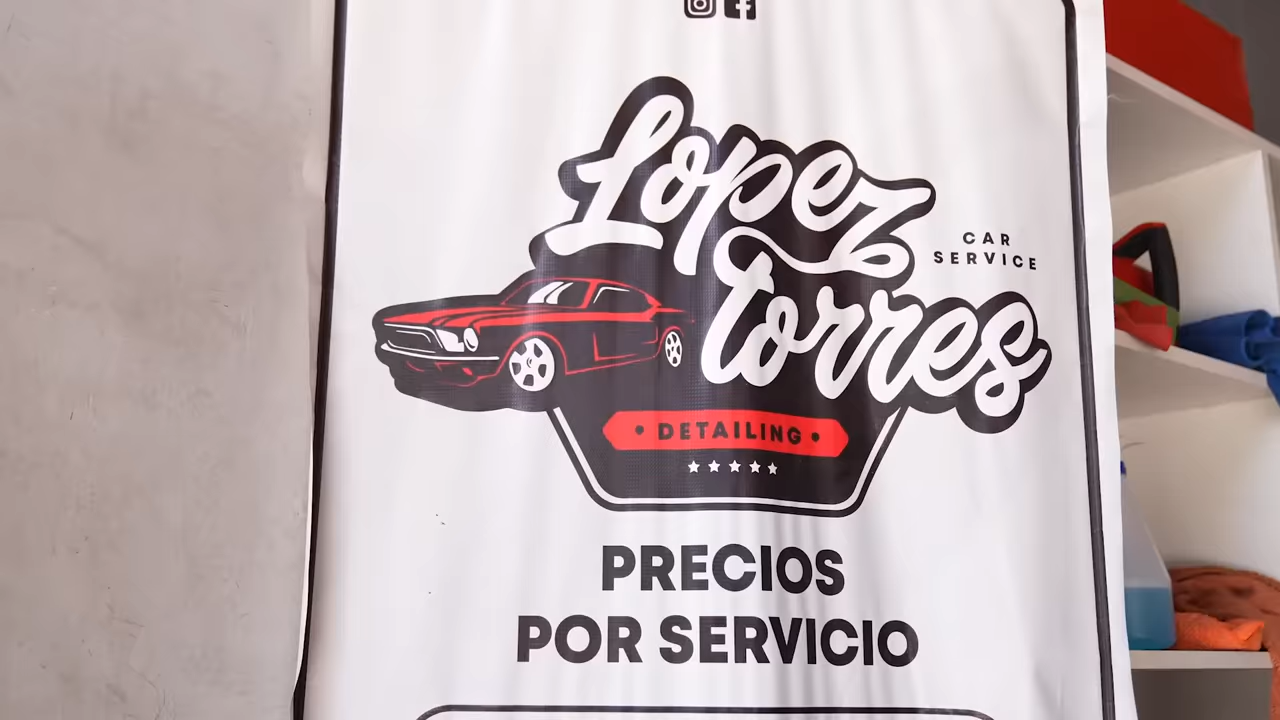 Lopez
torres
CAR
SERVICE
• DETAILING •
PRECIOS
POR SERVICIO